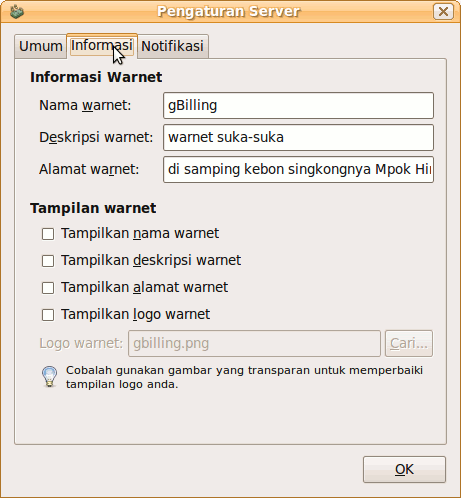 Pengaturan Server
Umum Informasi Notifikasi
Informasi Warnet
Nama warnet: gBilling
Deskripsi warnet: warnet suka-suka
Alamat warnet: di samping kebon singkongnya Mpok Hi
Tampilan warnet
Tampilkan nama warnet
Tampilkan deskripsi warnet
Tampilkan alamat warnet
Tampilkan logo warnet
Logo warnet: gbilling.png Cari...
Cobalah gunakan gambar yang transparan untuk memperbaiki
tampilan logo anda.
OK